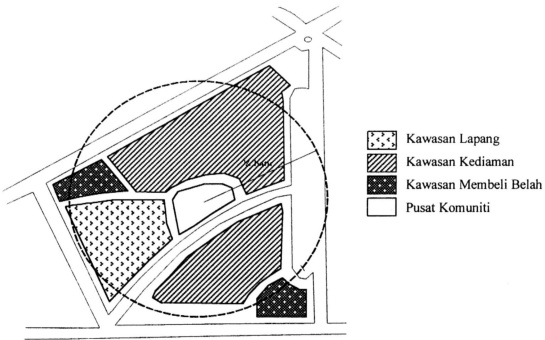 Kawasan Lapang
Kawasan Kediaman
Kawasan Membeli Belah
Pusat Komuniti